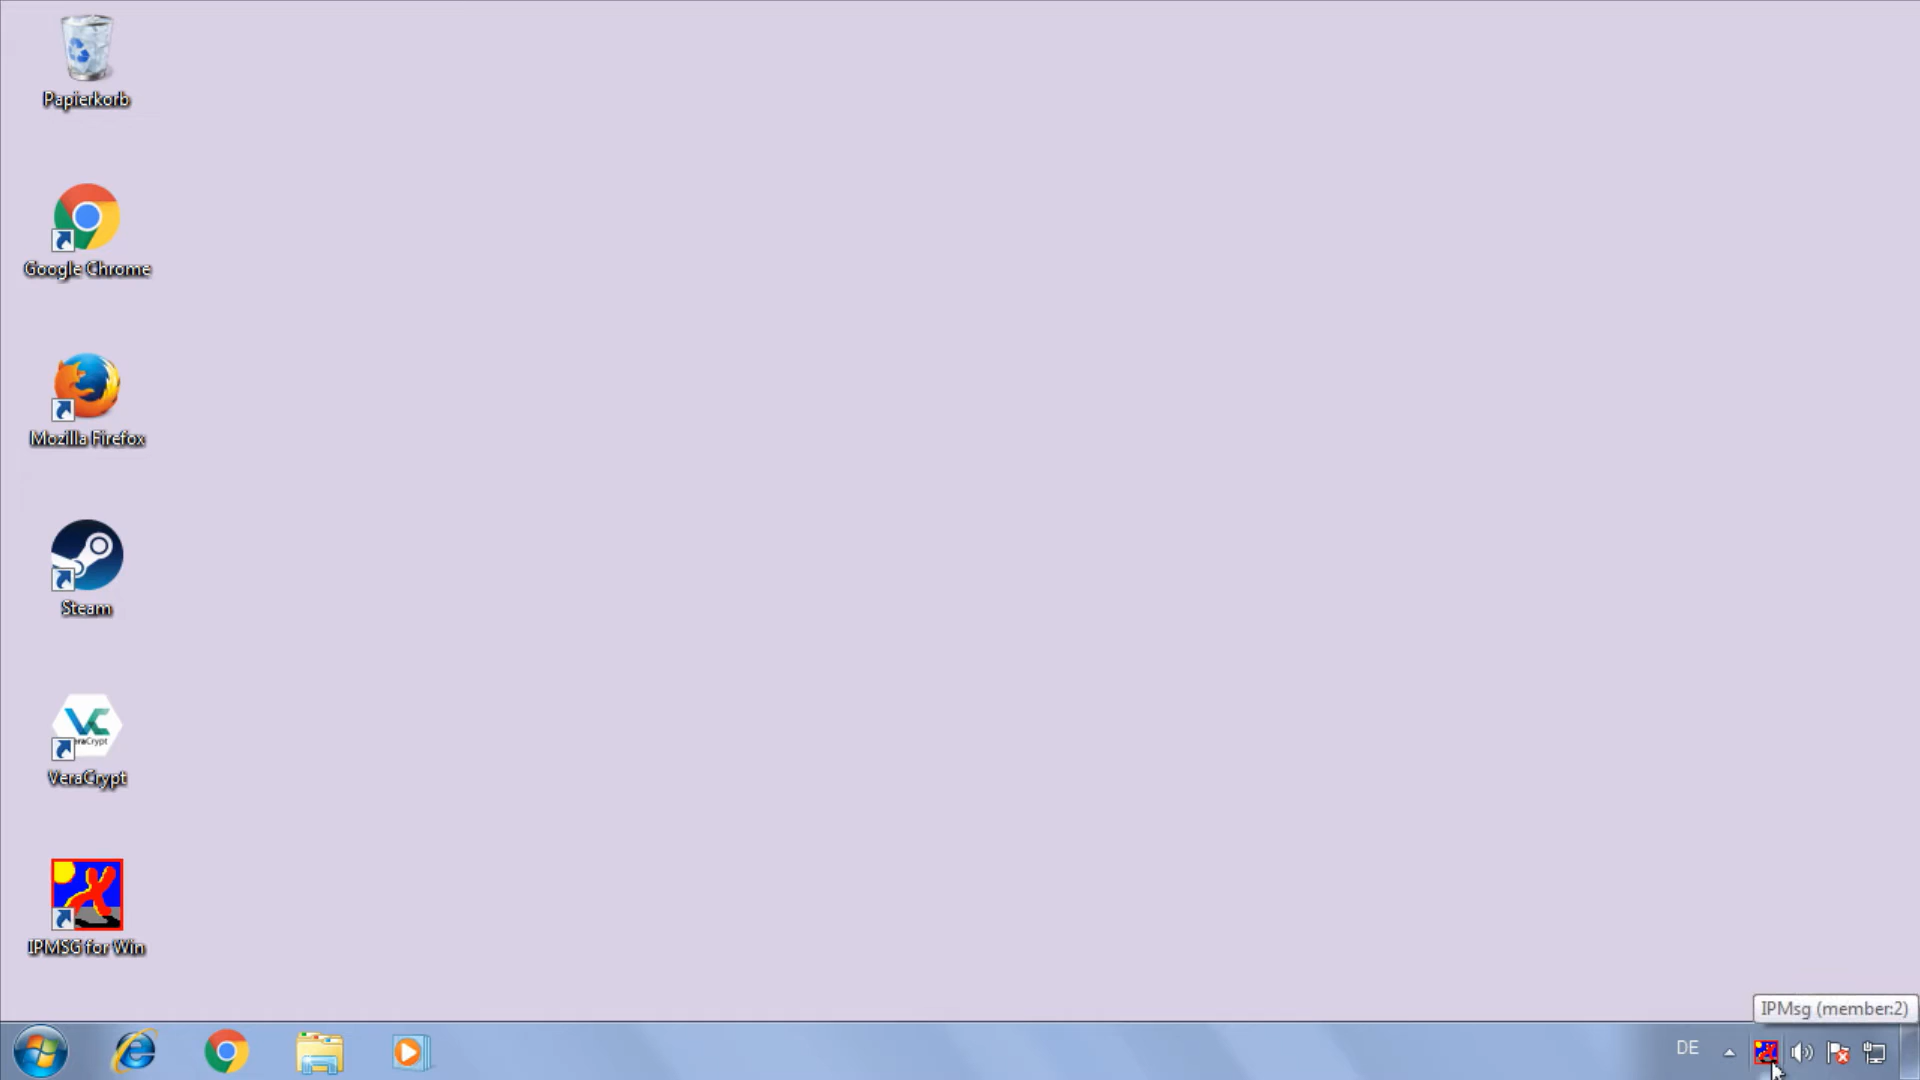 Papierkorb
Google Chrome
Mozilla Firefox
Steam
VeraCrypt
IPMSG for Win
IPMsg (member:2)
DE